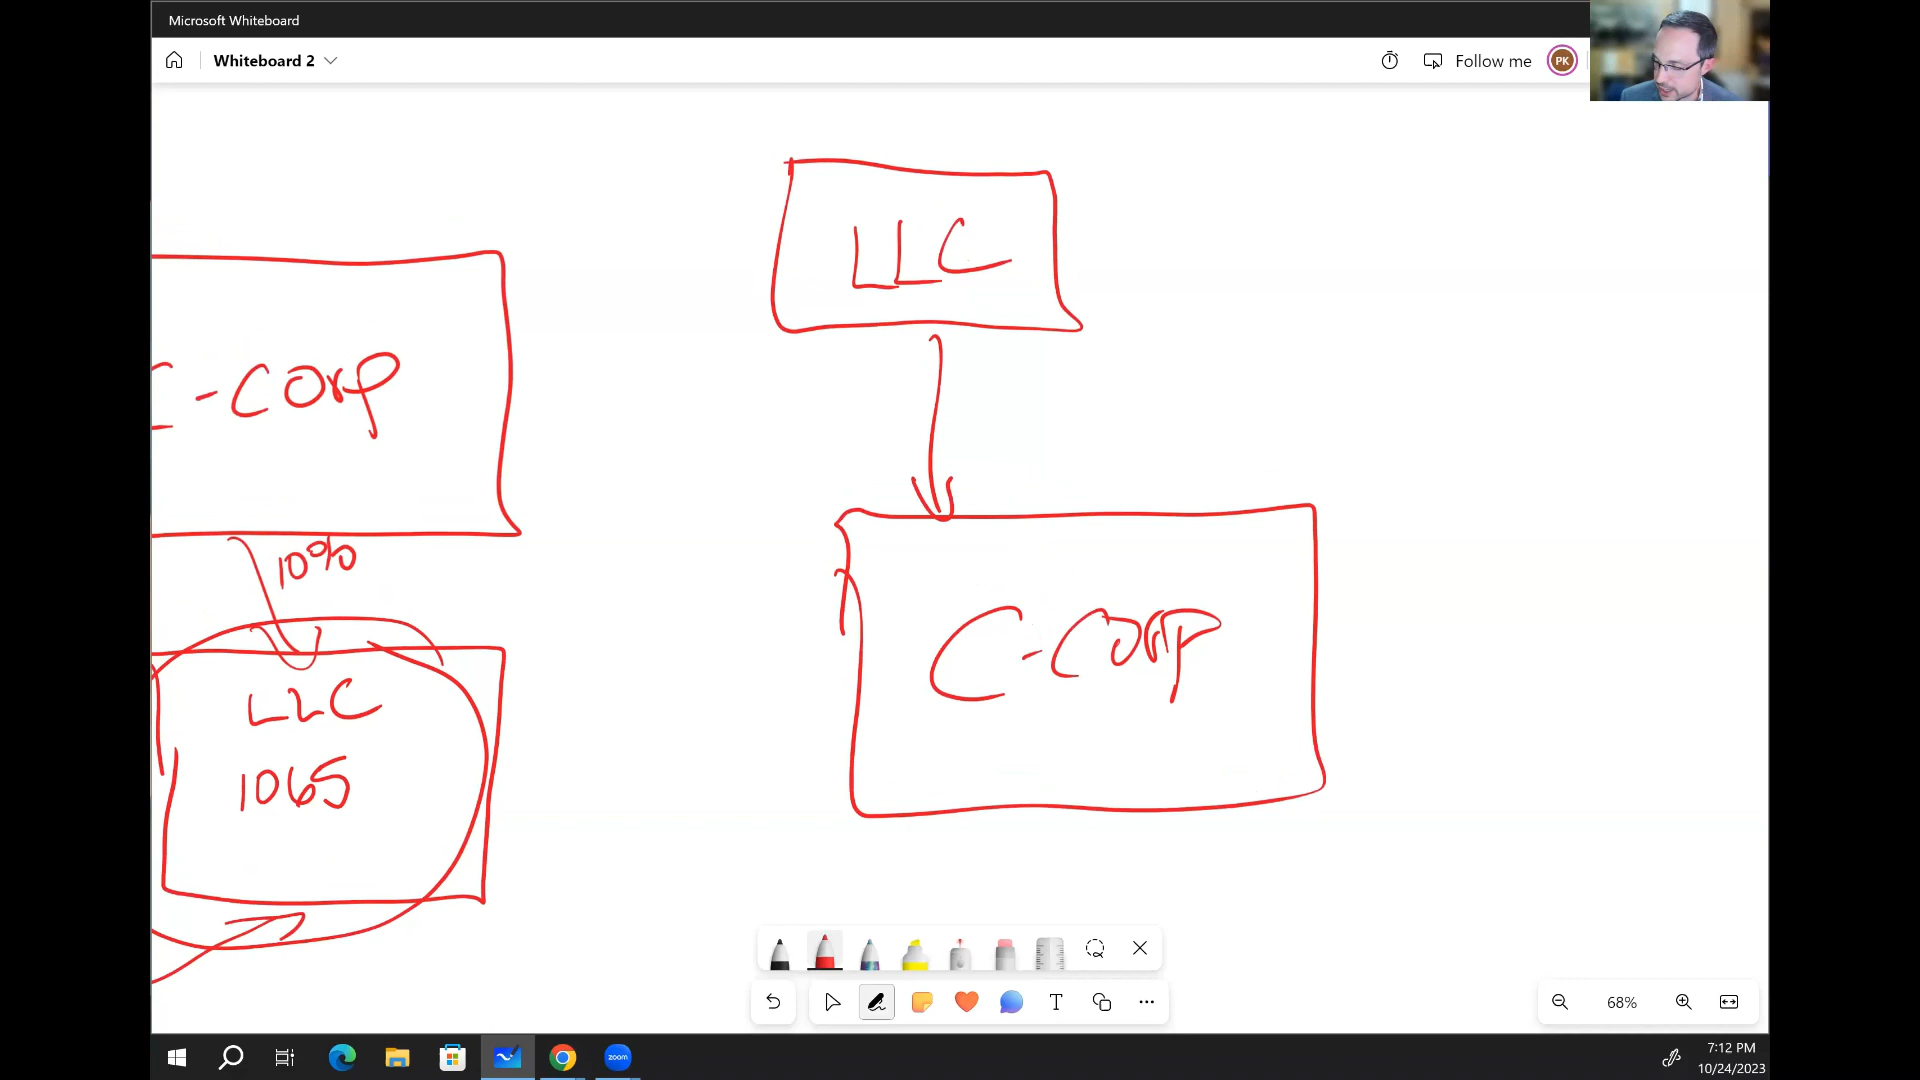 Microsoft Whiteboard
Whiteboard 2
Follow me
PK
LLC
-Corp
10%
C-Corp
LLC
1065
T
68%
zoom
7:12 PM
10/24/2023